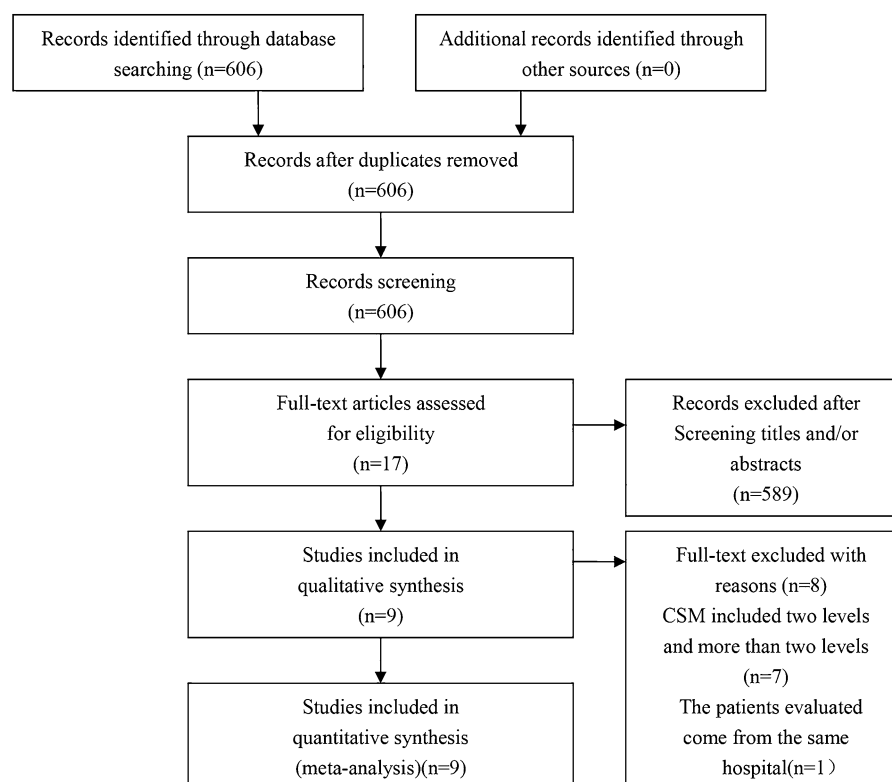 Records identified through database
searching (n=606)
Additional records identified through
other sources (n=0)
Records after duplicates removed
(n=606)
Records screening
(n=606)
Full-text articles assessed
for eligibility
(n=17)
Records excluded after
Screening titles and/or
abstracts
(n=589)
Studies included in
qualitative synthesis
(n=9)
Full-text excluded with
reasons (n=8)
CSM included two levels
and more than two levels
(n=7)
The patients evaluated
come from the same
hospital(n=1）
Studies included in
quantitative synthesis
(meta-analysis)(n=9)